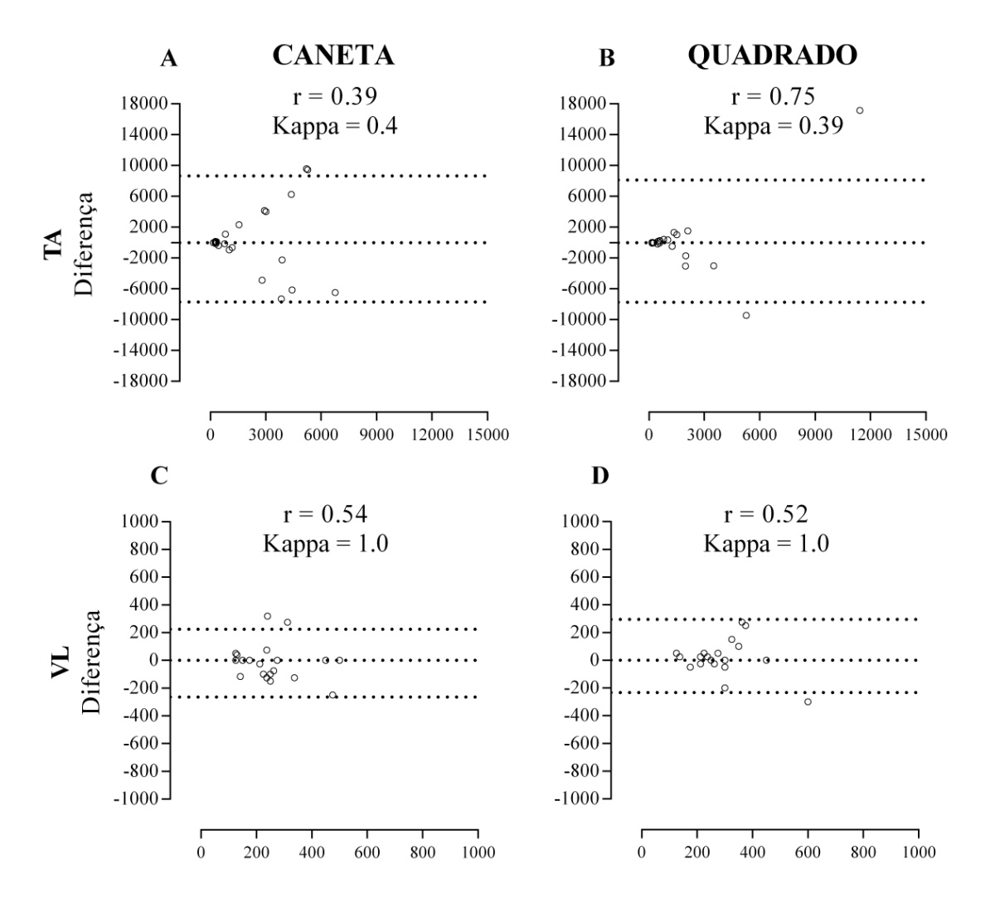 A CANETA
r = 0.39
Kappa = 0.4
18000
14000
10000
6000
2000
-2000
-6000
-10000
-14000
-18000
TA
Diferença
0 3000 6000 9000 12000 15000
B QUADRADO
r = 0.75
Kappa = 0.39
18000
14000
10000
6000
2000
-2000
-6000
-10000
-14000
-18000
0 3000 6000 9000 12000 15000
C
r = 0.54
Kappa = 1.0
1000
800
600
400
200
0
-200
-400
-600
-800
-1000
VL
Diferença
0 200 400 600 800 1000
D
r = 0.52
Kappa = 1.0
1000
800
600
400
200
0
-200
-400
-600
-800
-1000
0 200 400 600 800 1000